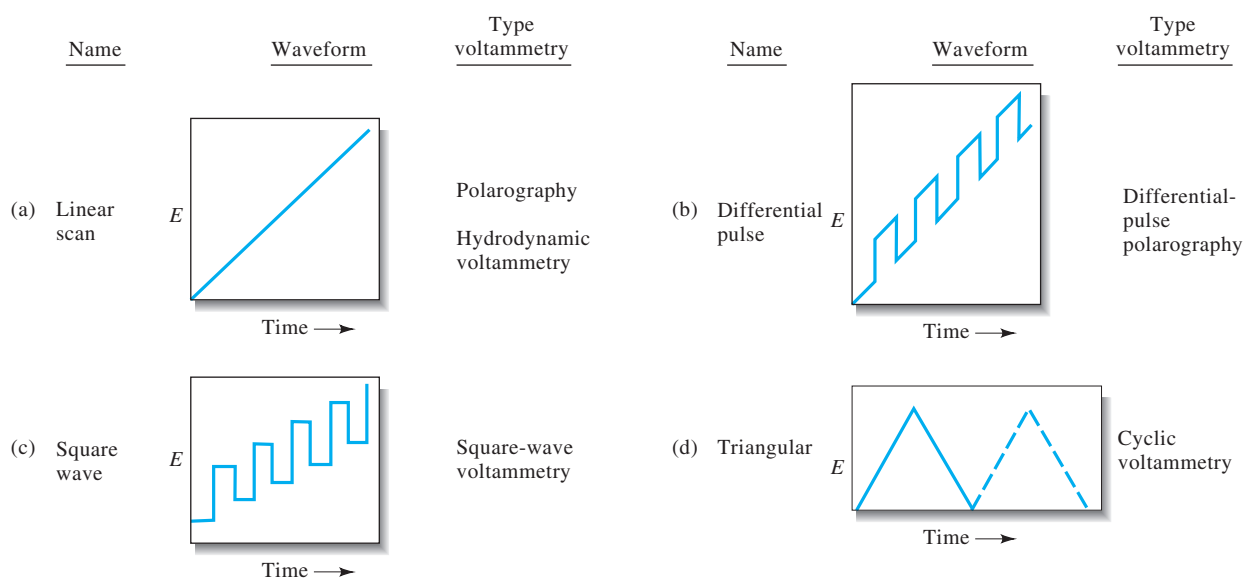 Name
Waveform
Type
voltammetry
(a) Linear
scan
E
Time
Polarography
Hydrodynamic
voltammetry
Name
Waveform
Type
voltammetry
(b) Differential
pulse
E
Time
Differential-
pulse
polarography
(c) Square
wave
E
Time
Square-wave
voltammetry
(d) Triangular
E
Time
Cyclic
voltammetry